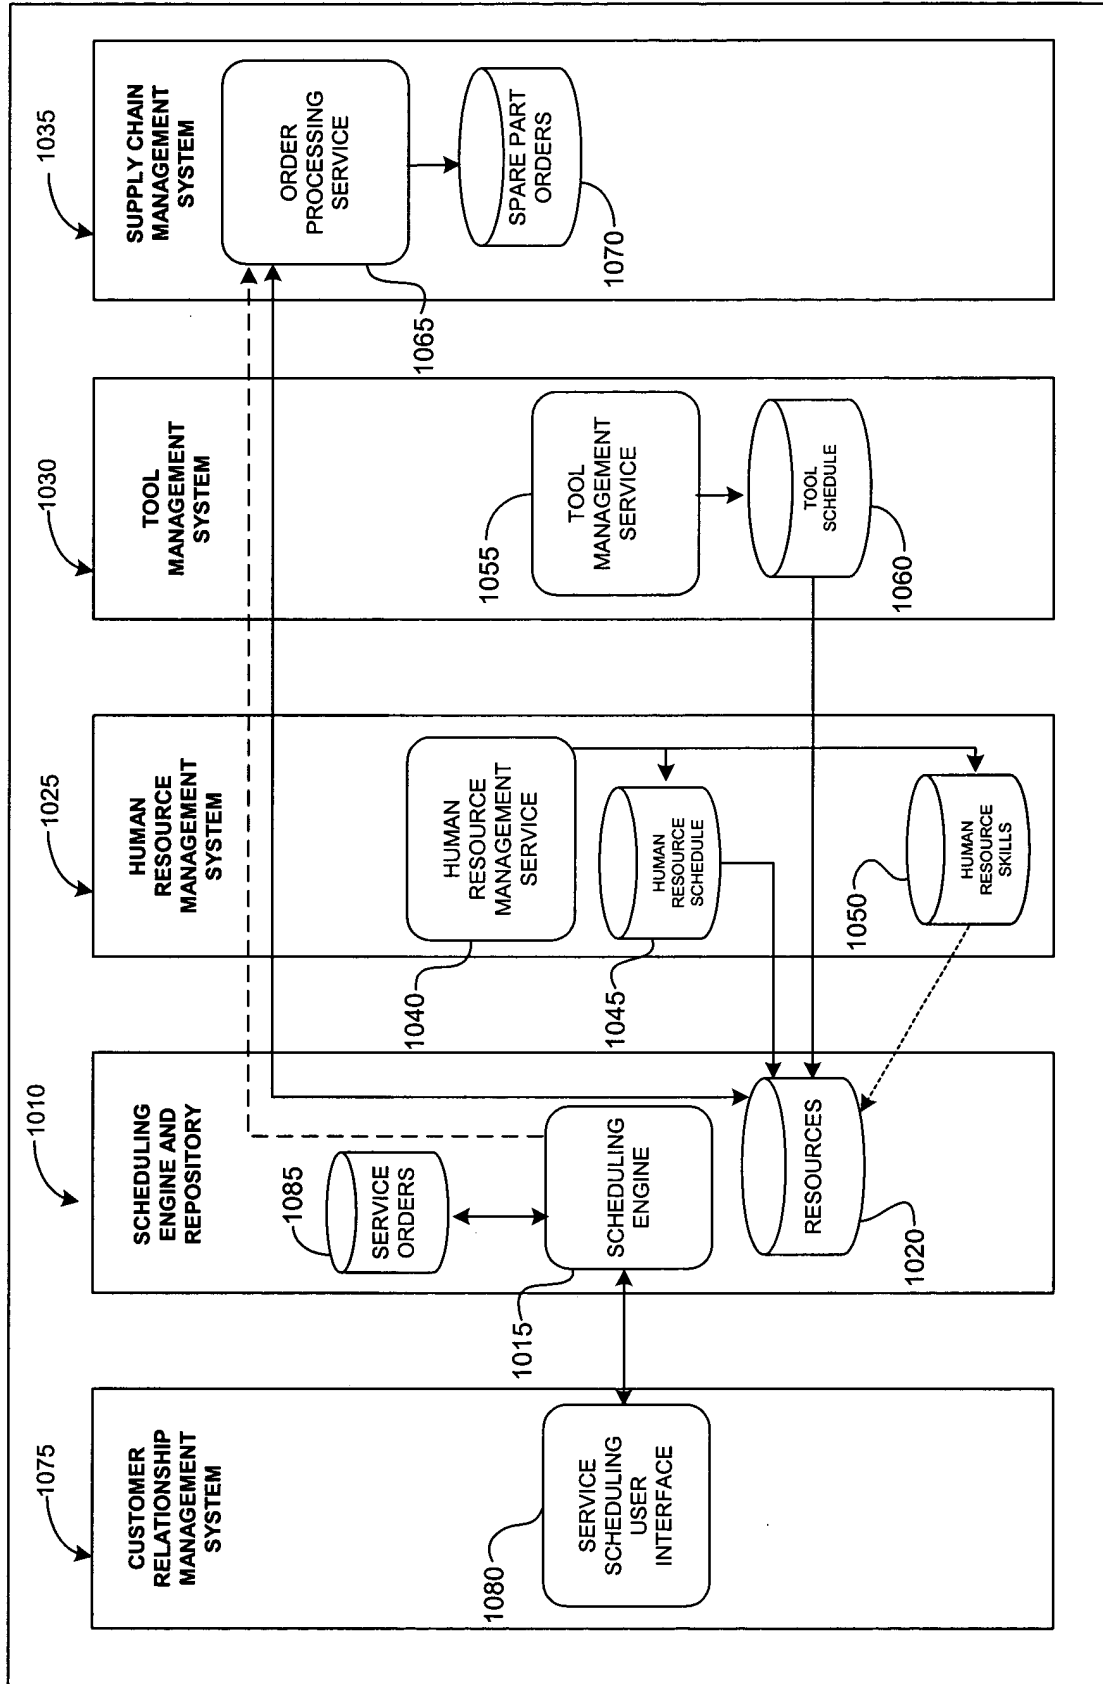 1075
CUSTOMER
RELATIONSHIP
MANAGEMENT
SYSTEM
1080
SERVICE
SCHEDULING
USER
INTERFACE
1010
SCHEDULING
ENGINE AND
REPOSITORY
1085
SERVICE
ORDERS
1015
SCHEDULING
ENGINE
RESOURCES
1020
1025
HUMAN
RESOURCE
MANAGEMENT
SYSTEM
1040
HUMAN
RESOURCE
MANAGEMENT
SERVICE
1045
HUMAN
RESOURCE
SCHEDULE
1050
HUMAN
RESOURCE
SKILLS
1030
TOOL
MANAGEMENT
SYSTEM
1055
TOOL
MANAGEMENT
SERVICE
TOOL
SCHEDULE
1060
1035
SUPPLY CHAIN
MANAGEMENT
SYSTEM
ORDER
PROCESSING
SERVICE
1065
SPARE PART
ORDERS
1070